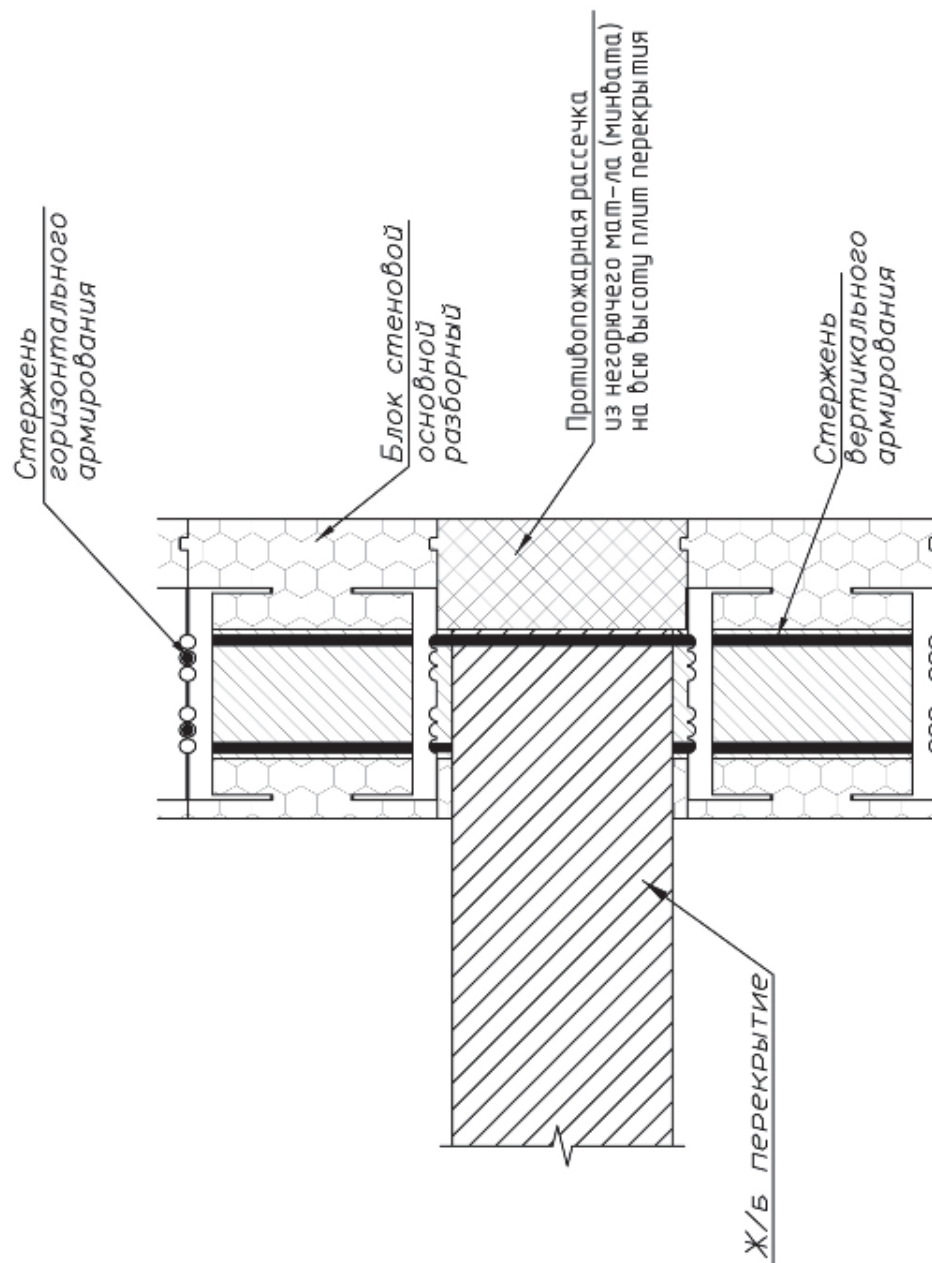 Стержень
горизонтального
армирования
Блок стеновой
основной
разборный
Противопожарная рассечка
из негорючего мат-ла (минвата)
на всю высоту плит перекрытия
Стержень
вертикального
армирования
Ж/Б перекрытие